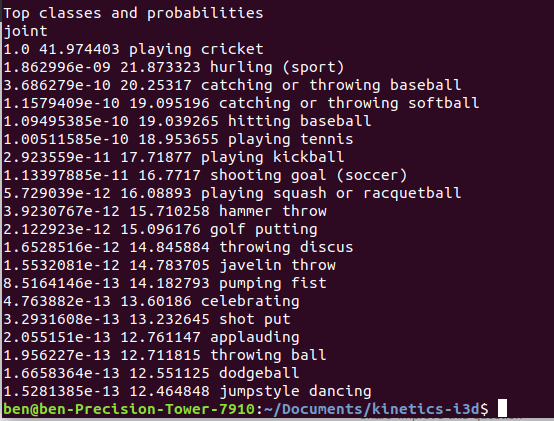 Top classes and probabilities
joint
1.0 41.974403 playing cricket
1.862996e-09 21.873323 hurling (sport)
3.686279e-10 20.25317 catching or throwing baseball
1.1579409e-10 19.095196 catching or throwing softball
1.09495385e-10 19.039265 hitting baseball
1.00511585e-10 18.953655 playing tennis
2.923559e-11 17.71877 playing kickball
1.13397885e-11 16.7717 shooting goal (soccer)
5.729039e-12 16.08893 playing squash or racquetball
3.9230767e-12 15.710258 hammer throw
2.122923e-12 15.096176 golf putting
1.6528516e-12 14.845884 throwing discus
1.5532081e-12 14.783705 javelin throw
8.5164146e-13 14.182793 pumping fist
4.763882e-13 13.60186 celebrating
3.2931608e-13 13.232645 shot put
2.055151e-13 12.761147 applauding
1.956227e-13 12.711815 throwing ball
1.6658364e-13 12.551125 dodgeball
1.5281385e-13 12.464848 jumpstyle dancing
ben@ben-Precision-Tower-7910:~/Documents/kinetics-i3d$